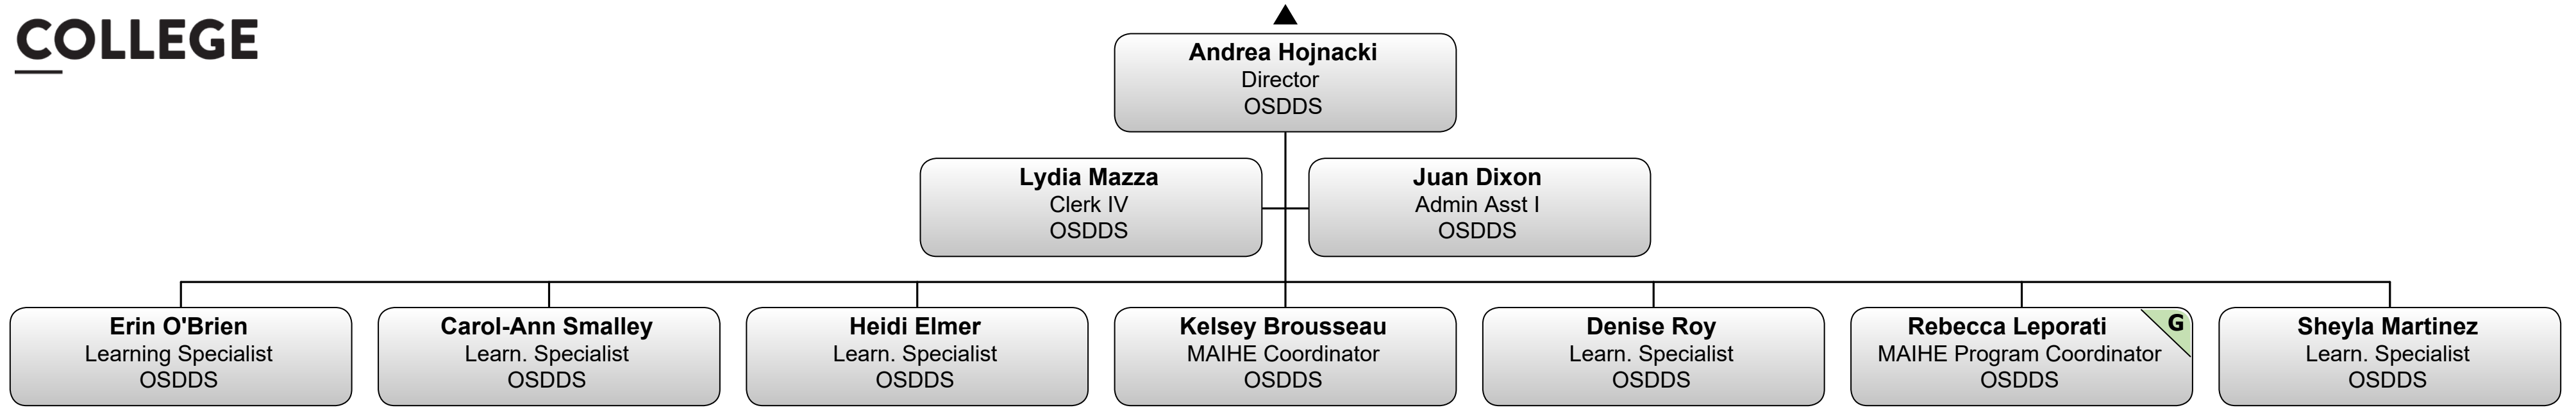 COLLEGE
Andrea Hojnacki
Director
OSDDS
Lydia Mazza
Clerk IV
OSDDS
Juan Dixon
Admin Asst I
OSDDS
Erin O'Brien
Learning Specialist
OSDDS
Carol-Ann Smalley
Learn. Specialist
OSDDS
Heidi Elmer
Learn. Specialist
OSDDS
Kelsey Brousseau
MAIHE Coordinator
OSDDS
Denise Roy
Learn. Specialist
OSDDS
Rebecca Leporati
G
MAIHE Program Coordinator
OSDDS
Sheyla Martinez
Learn. Specialist
OSDDS